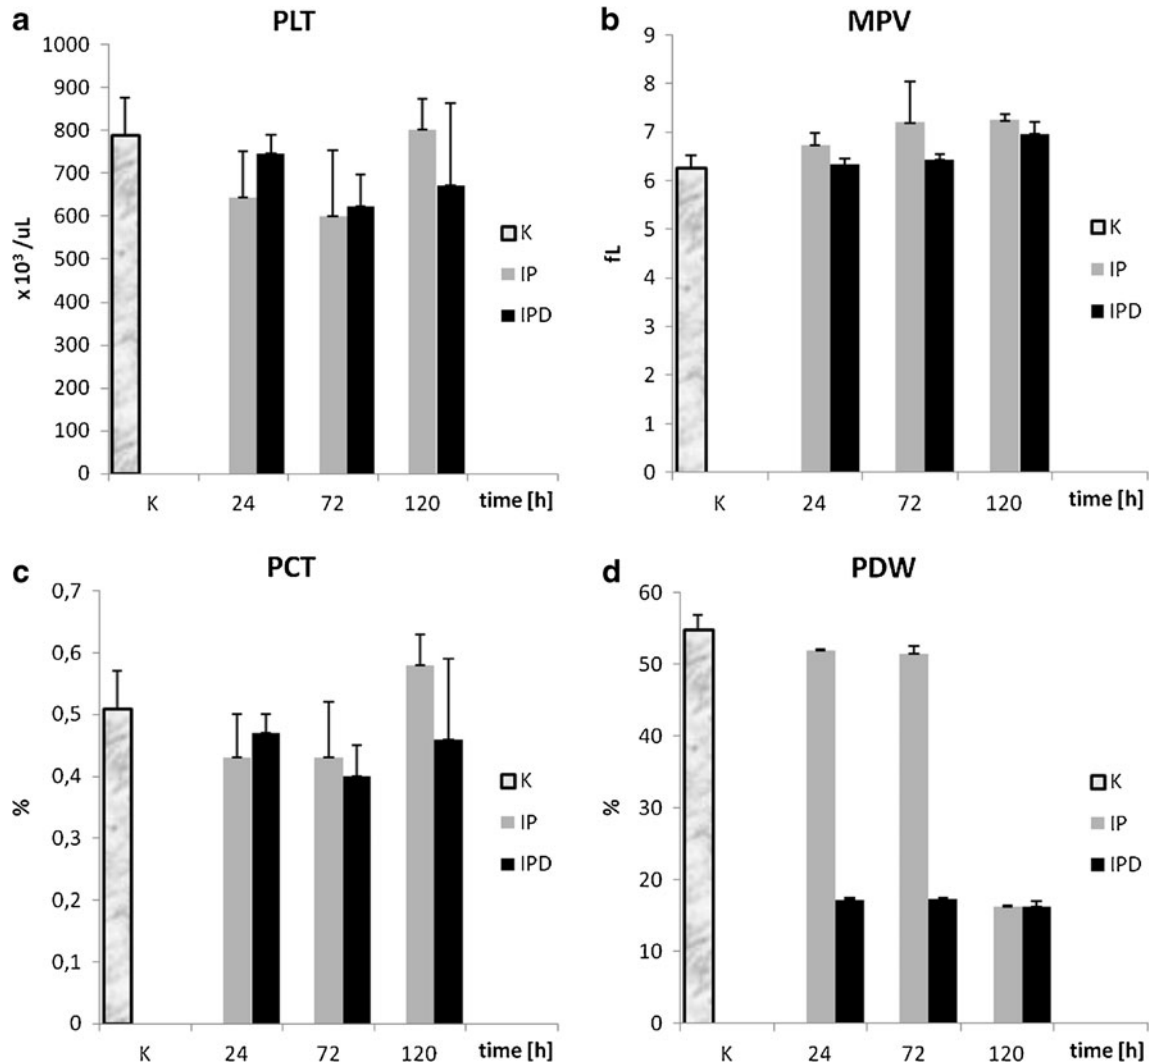 a PLT
1000
900
800
700
600
500
400
300
200
100
0
x 10³ /uL
K
IP
IPD
K 24 72 120 time [h]
b MPV
9
8
7
6
5
4
3
2
1
0
fL
K
IP
IPD
K 24 72 120 time [h]
c PCT
0,7
0,6
0,5
0,4
0,3
0,2
0,1
0
%
K
IP
IPD
K 24 72 120 time [h]
d PDW
60
50
40
30
20
10
0
%
K
IP
IPD
K 24 72 120 time [h]